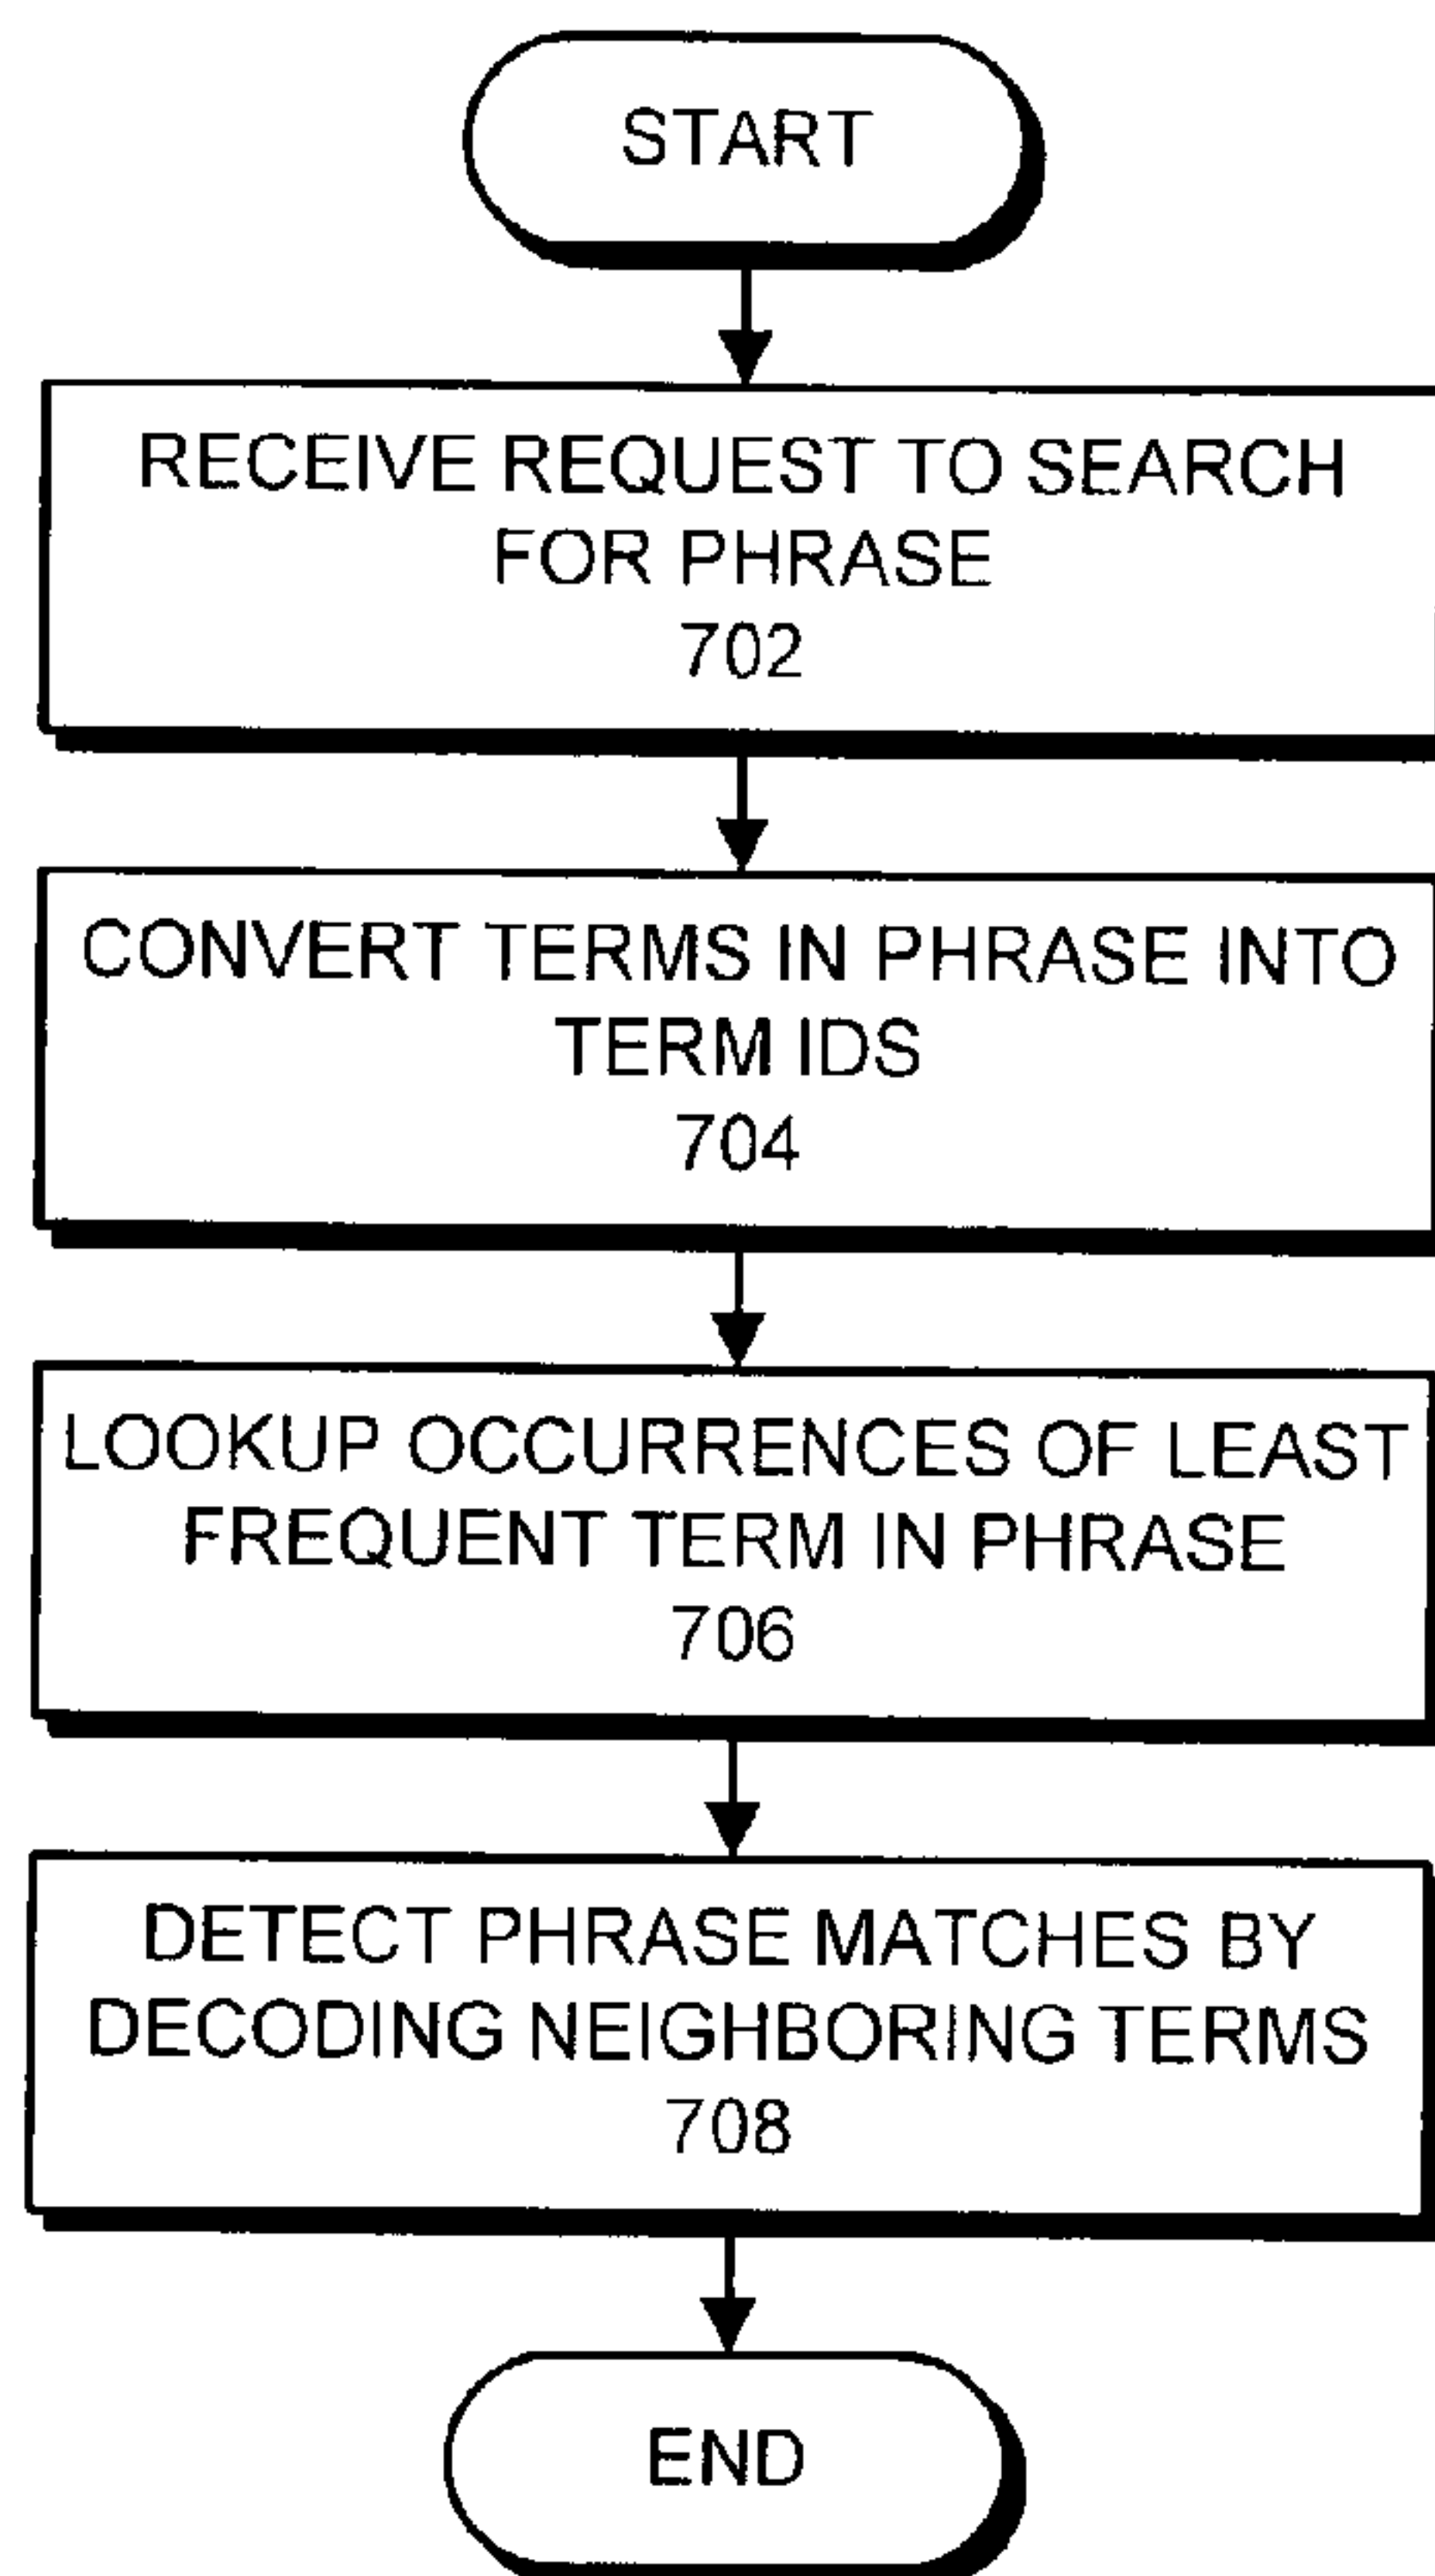 START
RECEIVE REQUEST TO SEARCH
FOR PHRASE
702
CONVERT TERMS IN PHRASE INTO
TERM IDS
704
LOOKUP OCCURRENCES OF LEAST
FREQUENT TERM IN PHRASE
706
DETECT PHRASE MATCHES BY
DECODING NEIGHBORING TERMS
708
END